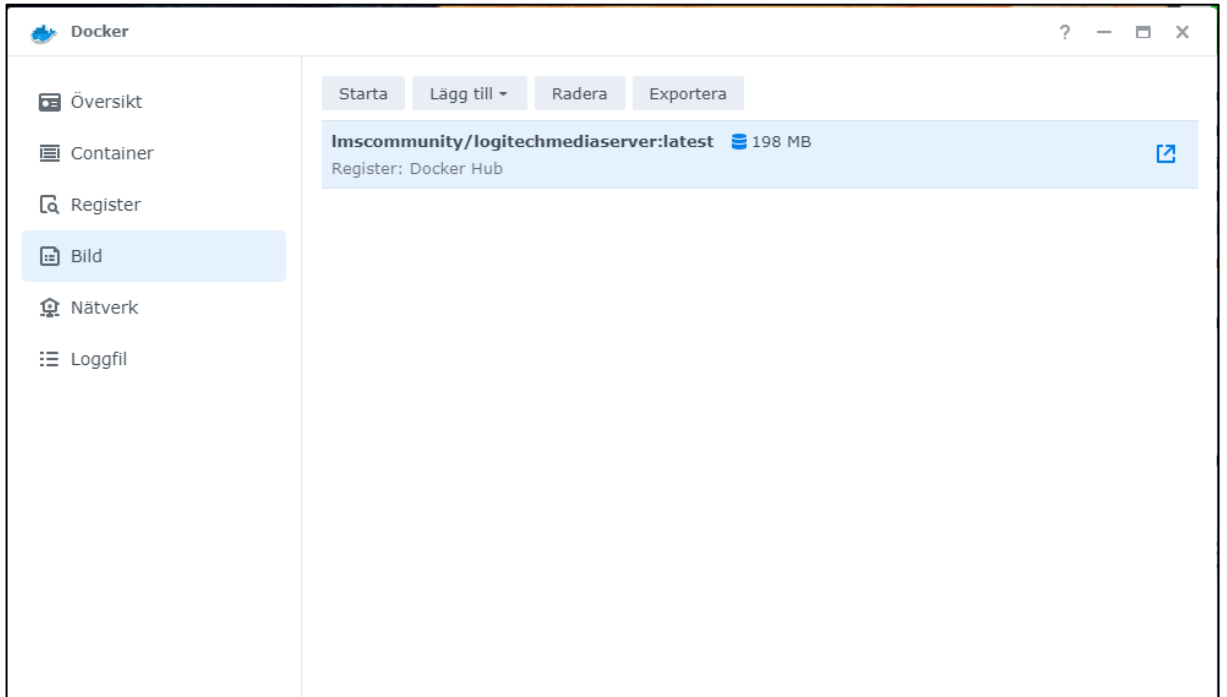 Docker
?
Översikt
Container
Register
Bild
Nätverk
Loggfil
Starta Lägg till Radera Exportera
lmscommunity/logitechmediaserver:latest 198 MB
Register: Docker Hub